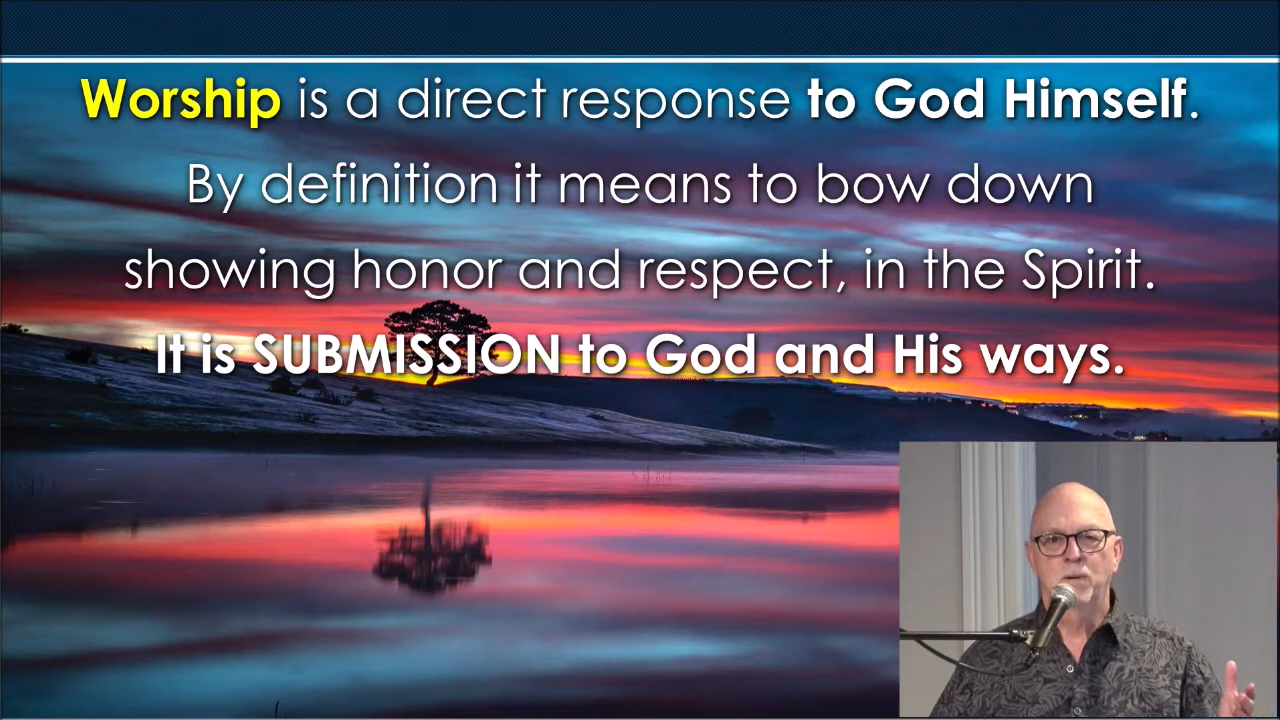 Worship is a direct response to God Himself.
By definition it means to bow down
showing honor and respect, in the Spirit.
It is SUBMISSION to God and His ways.